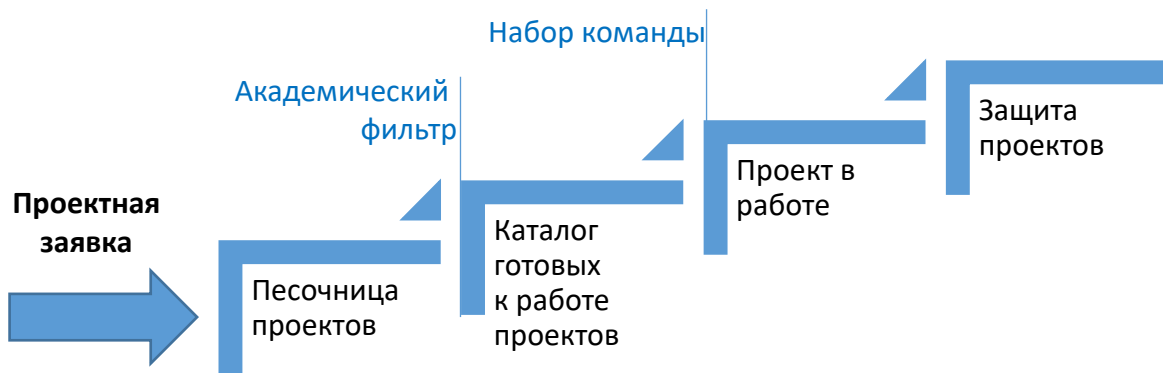 Набор команды
Академический
фильтр
Проектная
заявка
Песочница
проектов
Каталог
готовых
к работе
проектов
Проект в
работе
Защита
проектов